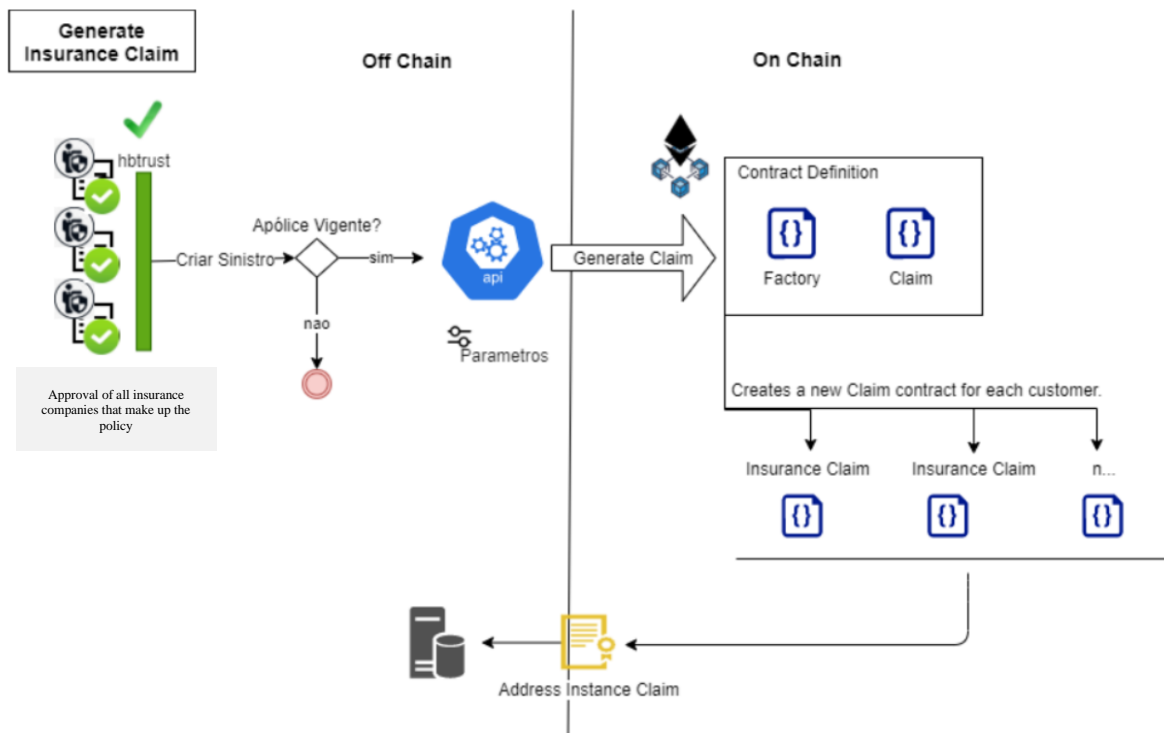 Generate
Insurance Claim
Off Chain
On Chain
hbtrust
Contract Definition
Apólice Vigente?
Criar Sinistro
sim
api
Generate Claim
{}
{}
Factory
Claim
nao
Parametros
Approval of all insurance
companies that make up the
policy
Creates a new Claim contract for each customer.
Insurance Claim
Insurance Claim
n...
{}
{}
{}
Address Instance Claim